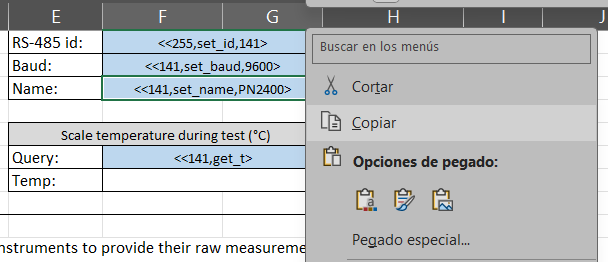 E F G H I J
RS-485 id: <<255,set_id,141>
Baud: <<141,set_baud,9600>
Name: <<141,set_name,PN2400>
Scale temperature during test (°C)
Query: <<141,get_t>
Temp:
Buscar en los menús
Cortar
Copiar
Opciones de pegado:
Pegado especial...
nstruments to provide their raw measureme